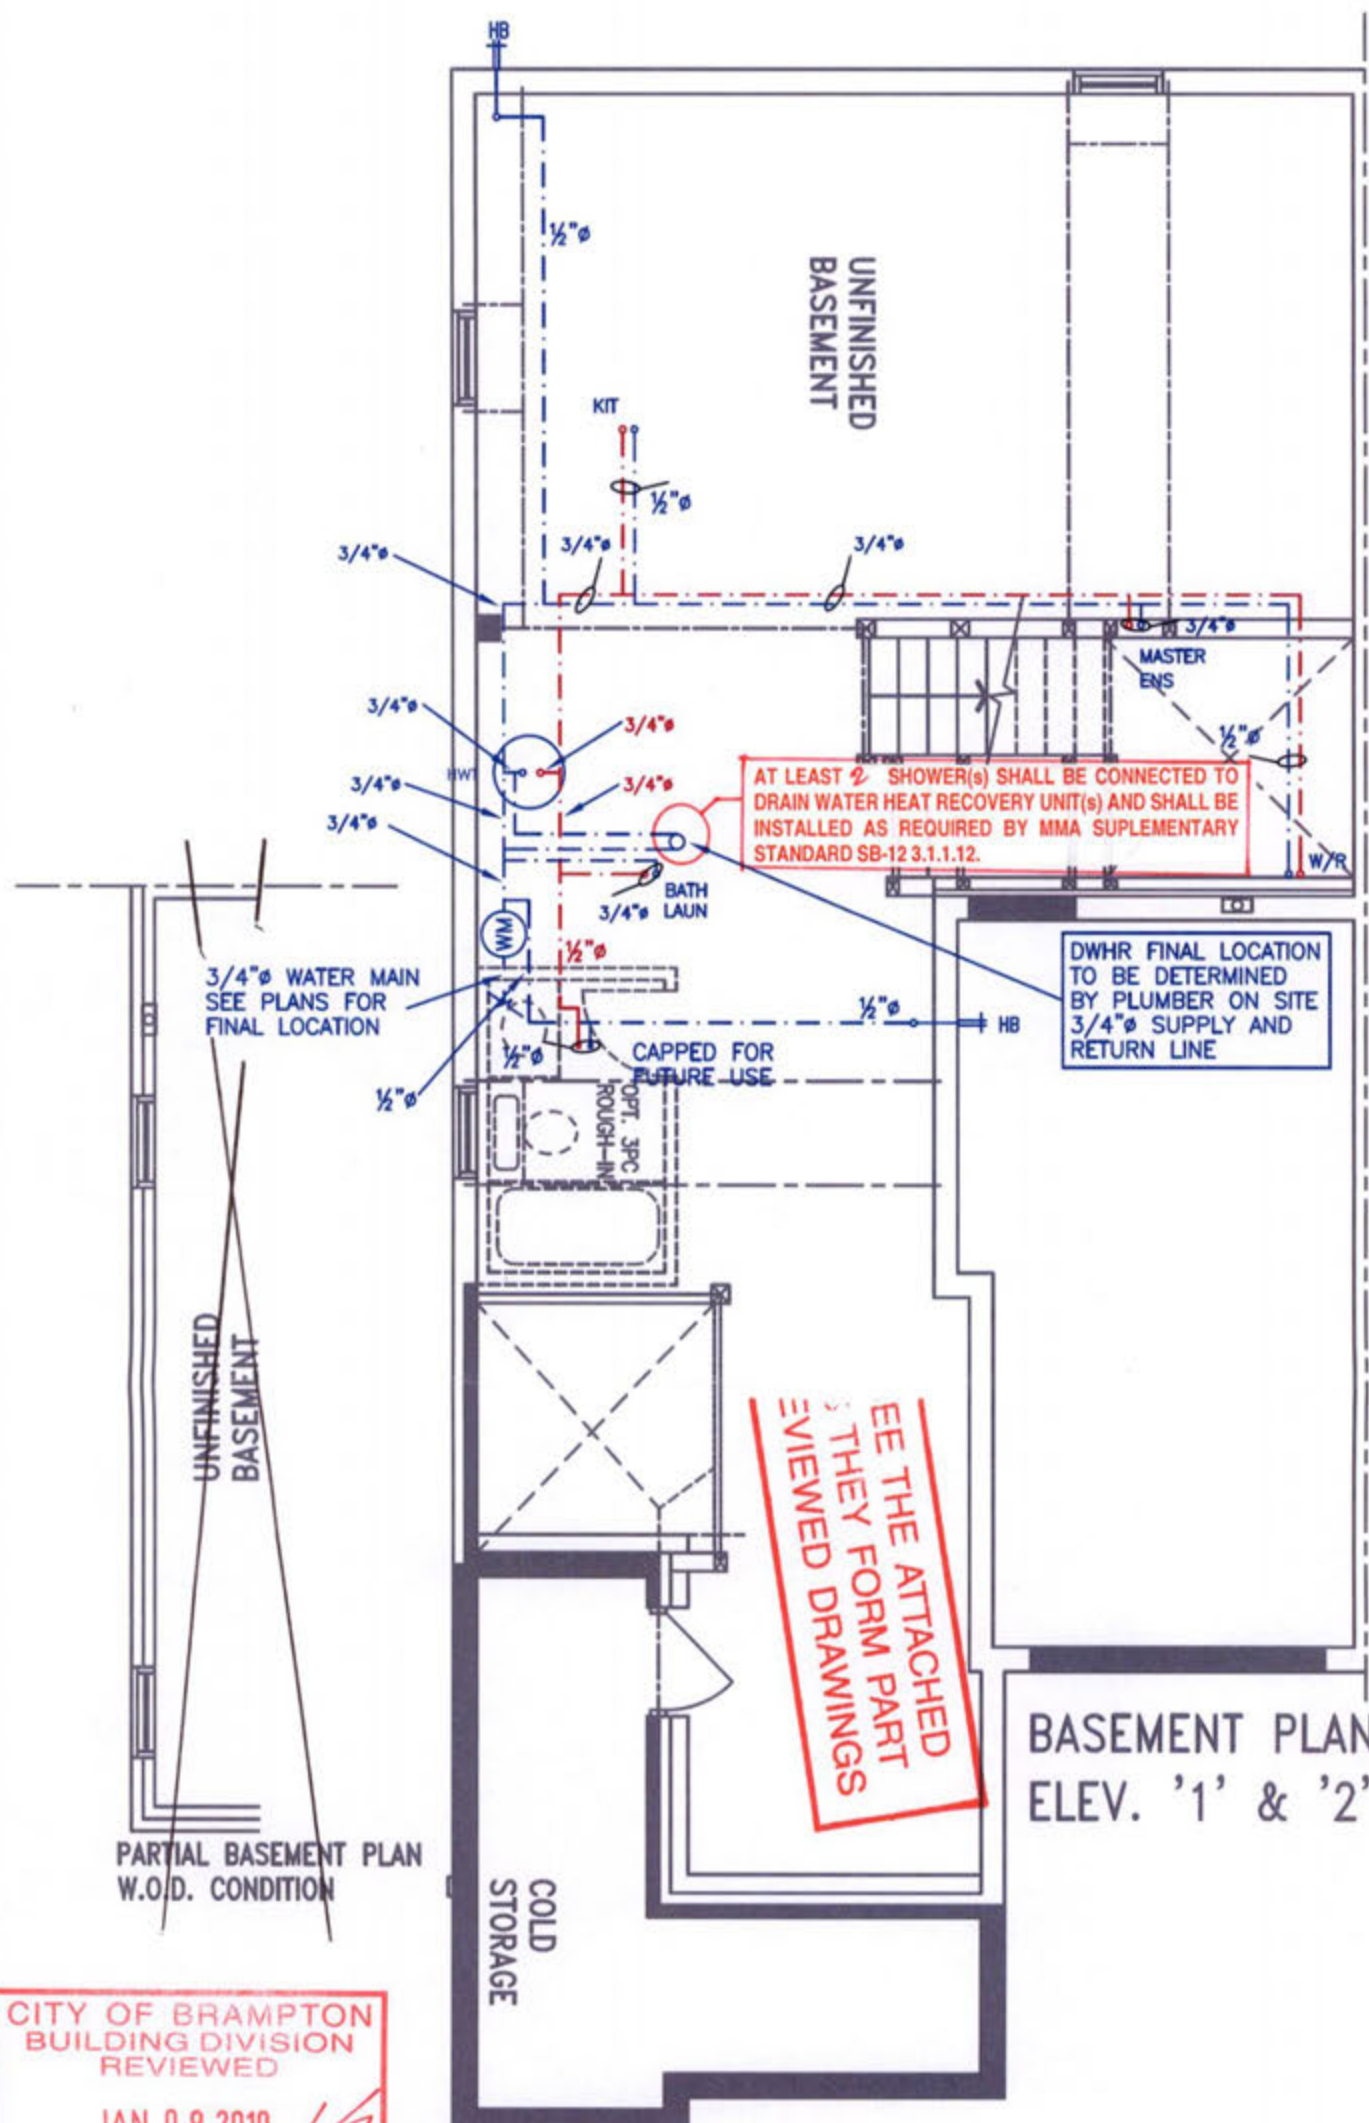 HB
½"ø
UNFINISHED
BASEMENT
KIT
½"ø
3/4"ø
3/4"ø
3/4"ø
3/4"ø
MASTER
ENS
½"ø
3/4"ø
3/4"ø
HWT
3/4"ø
3/4"ø
3/4"ø
AT LEAST 2 SHOWER(s) SHALL BE CONNECTED TO
DRAIN WATER HEAT RECOVERY UNIT(s) AND SHALL BE
INSTALLED AS REQUIRED BY MMA SUPLEMENTARY
STANDARD SB-12 3.1.1.12.
W/R
BATH
LAUN
3/4"ø
WM
½"ø
3/4"ø WATER MAIN
SEE PLANS FOR
FINAL LOCATION
DWHR FINAL LOCATION
TO BE DETERMINED
BY PLUMBER ON SITE
3/4"ø SUPPLY AND
RETURN LINE
½"ø
HB
½"ø
CAPPED FOR
FUTURE USE
½"ø
OPT. 3PC
ROUGH-IN
UNFINISHED
BASEMENT
EE THE ATTACHED
THEY FORM PART
EVIEWED DRAWINGS
BASEMENT PLAN
ELEV. '1' & '2'
PARTIAL BASEMENT PLAN
W.O.D. CONDITION
COLD
STORAGE
CITY OF BRAMPTON
BUILDING DIVISION
REVIEWED
JAN 08 2019